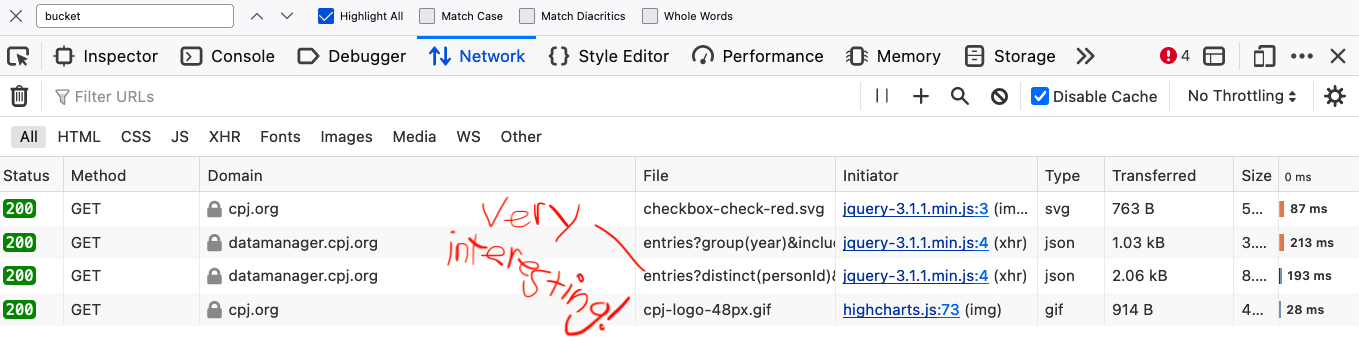 bucket Highlight All Match Case Match Diacritics Whole Words
Inspector Console Debugger Network {} Style Editor Performance Memory Storage 4
Filter URLs Disable Cache No Throttling
All HTML CSS JS XHR Fonts Images Media WS Other
Status Method Domain File Initiator Type Transferred Size 0 ms
200 GET cpj.org checkbox-check-red.svg jquery-3.1.1.min.js:3 (im... svg 763 B 5... 87 ms
200 GET datamanager.cpj.org entries?group(year)&inclu jquery-3.1.1.min.js:4 (xhr) json 1.03 kB 3... 213 ms
200 GET datamanager.cpj.org entries?distinct(personId)& jquery-3.1.1.min.js:4 (xhr) json 2.06 kB 8... 193 ms
200 GET cpj.org cpj-logo-48px.gif highcharts.js:73 (img) gif 914 B 4... 28 ms
very
interesting!